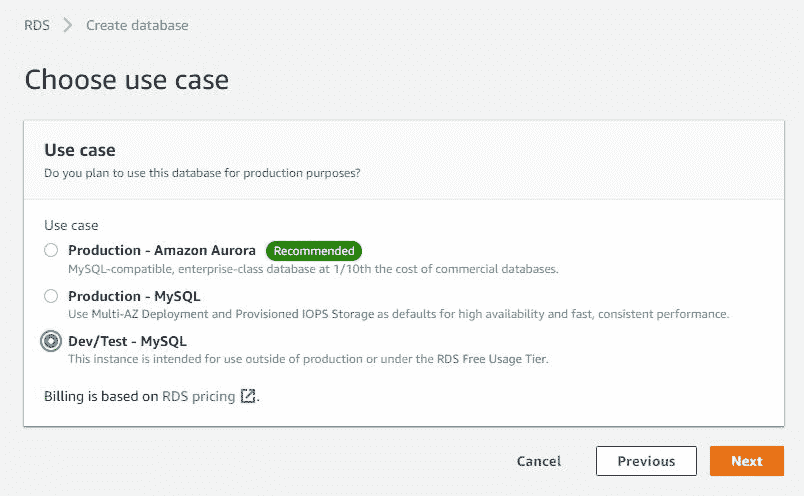 RDS > Create database
Choose use case
Use case
Do you plan to use this database for production purposes?
Use case
Production - Amazon Aurora Recommended
MySQL-compatible, enterprise-class database at 1/10th the cost of commercial databases.
Production - MySQL
Use Multi-AZ Deployment and Provisioned IOPS Storage as defaults for high availability and fast, consistent performance.
Dev/Test - MySQL
This instance is intended for use outside of production or under the RDS Free Usage Tier.
Billing is based on RDS pricing .
Cancel Previous Next